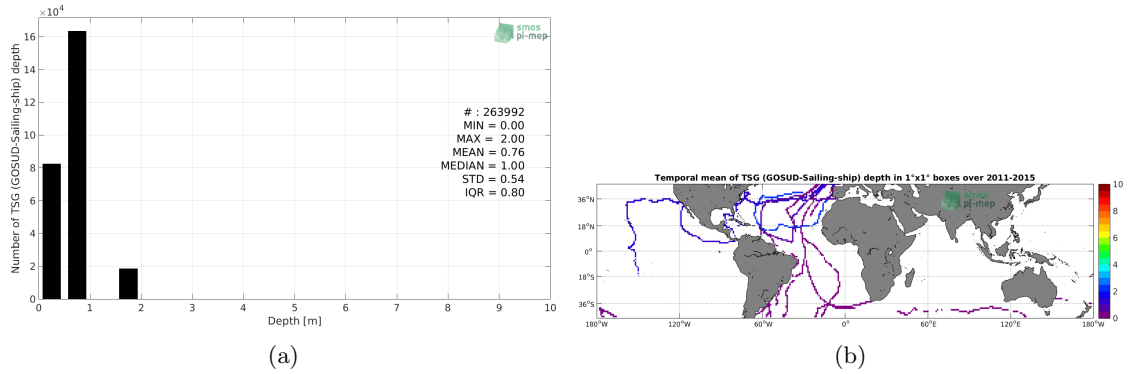 ×10⁴
16
14
12
10
8
6
4
2
0
Number of TSG (GOSUD-Sailing-ship) depth
0 1 2 3 4 5 6 7 8 9 10
Depth [m]
smos
pi-mep
# : 263992
MIN = 0.00
MAX = 2.00
MEAN = 0.76
MEDIAN = 1.00
STD = 0.54
IQR = 0.80
(a)
Temporal mean of TSG (GOSUD-Sailing-ship) depth in 1°x1° boxes over 2011-2015
smos
pi-mep
36°N
18°N
0°
18°S
36°S
180°W 120°W 60°W 0° 60°E 120°E 180°W
10
8
6
4
2
0
(b)